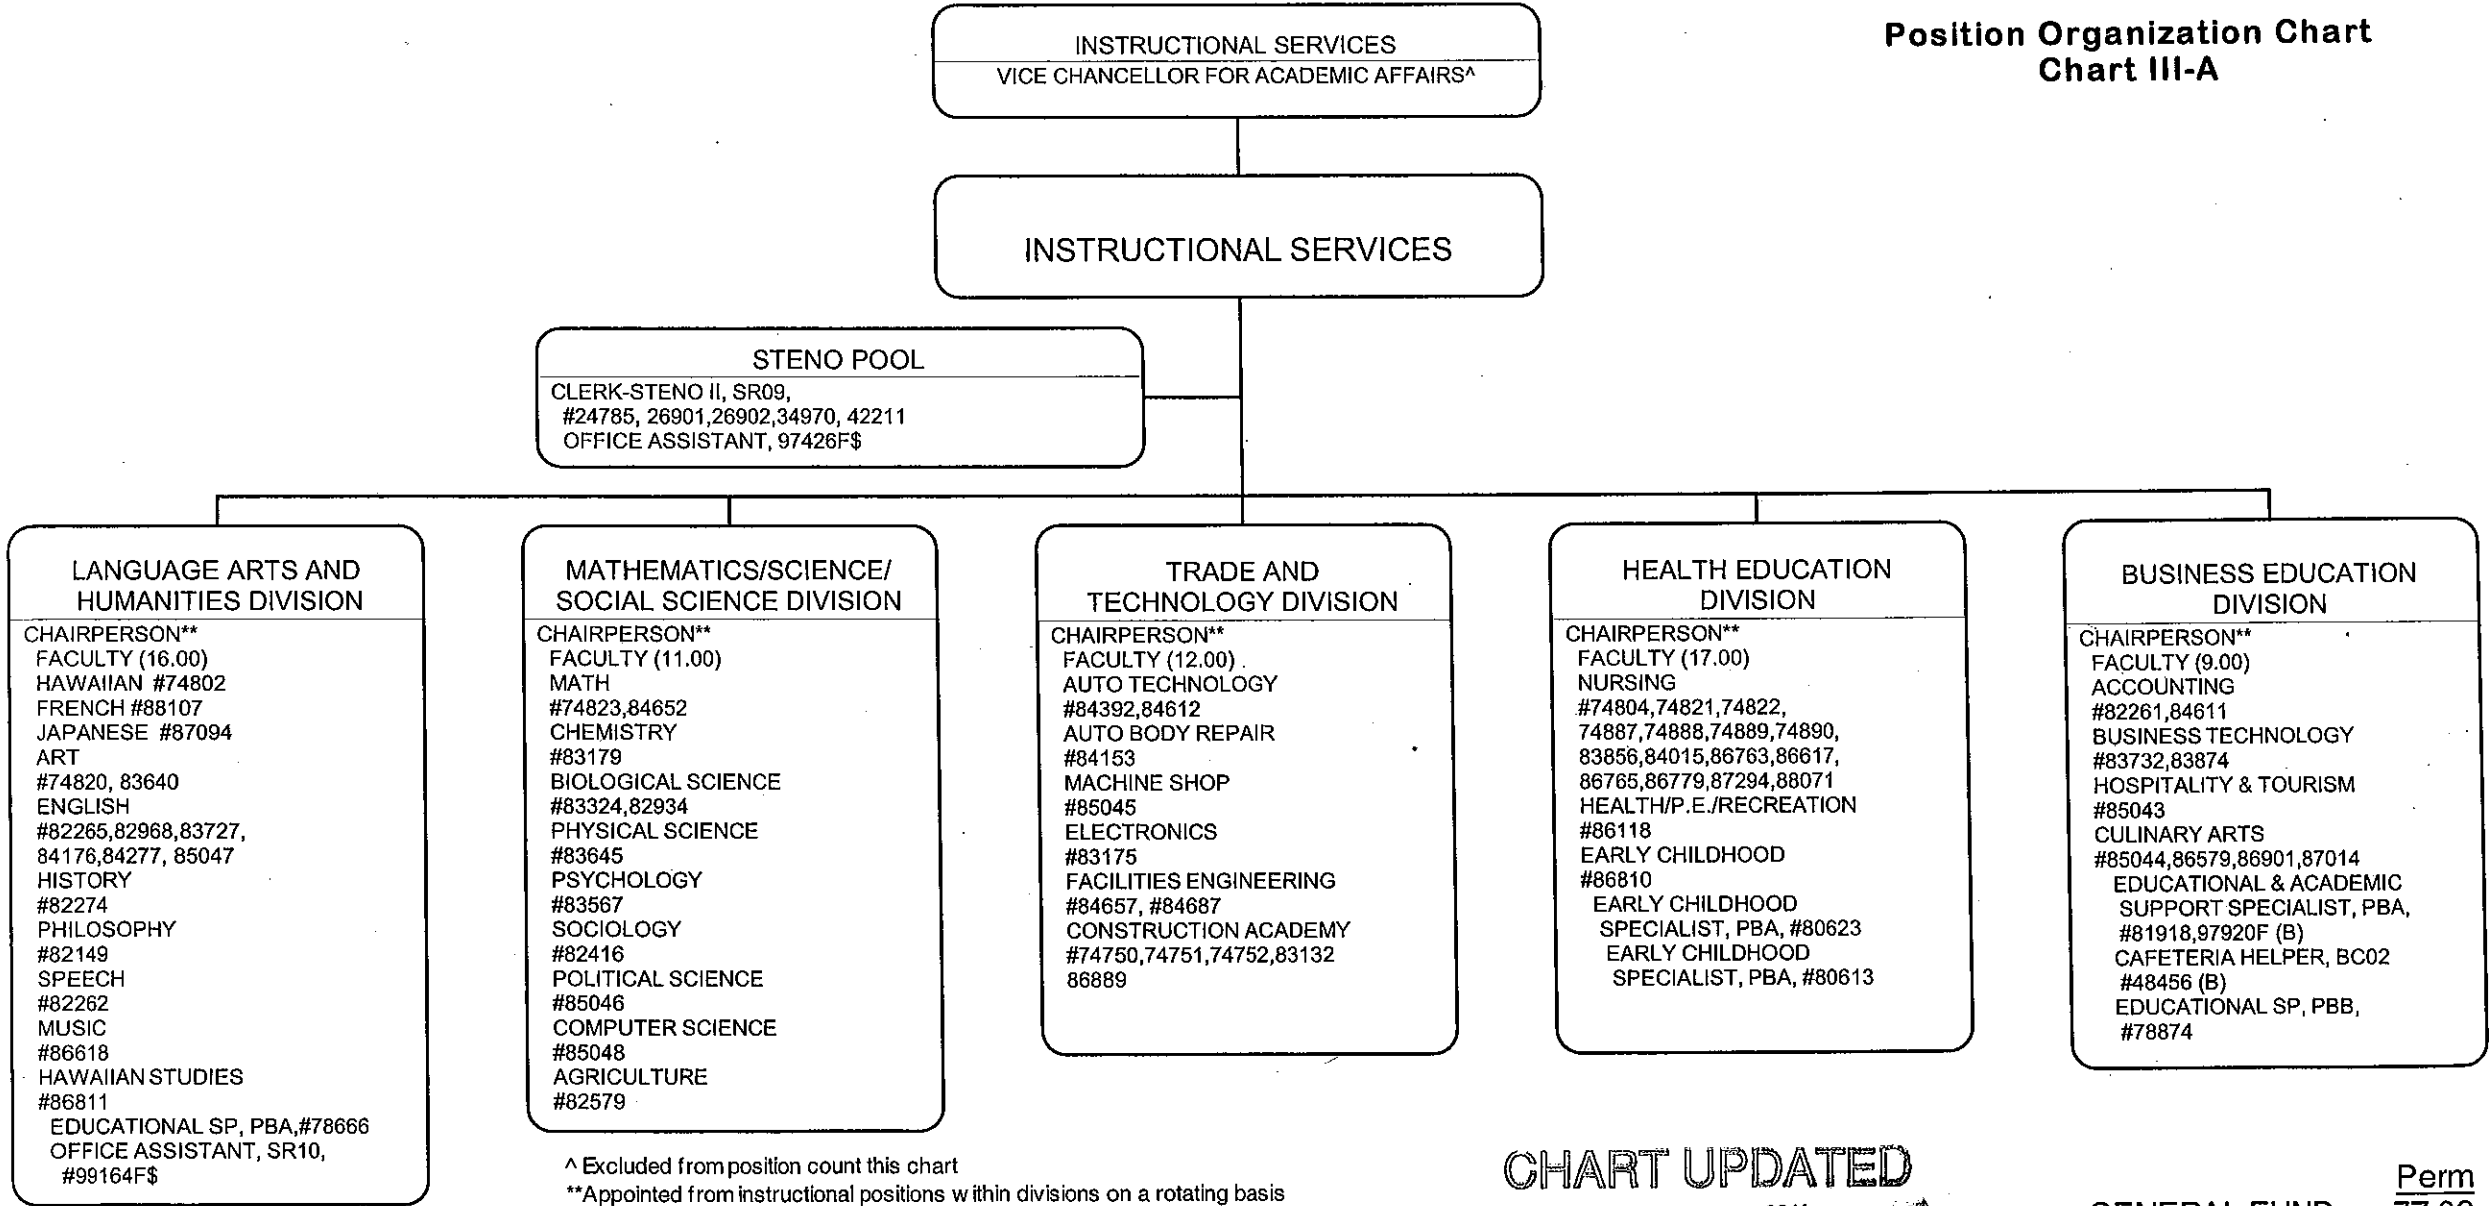 Position Organization Chart
Chart III-A
INSTRUCTIONAL SERVICES
VICE CHANCELLOR FOR ACADEMIC AFFAIRS^
INSTRUCTIONAL SERVICES
STENO POOL
CLERK-STENO II, SR09,
#24785, 26901,26902,34970, 42211
OFFICE ASSISTANT, 97426F$
LANGUAGE ARTS AND
HUMANITIES DIVISION
CHAIRPERSON**
FACULTY (16.00)
HAWAIIAN #74802
FRENCH #88107
JAPANESE #87094
ART
#74820, 83640
ENGLISH
#82265,82968,83727,
84176,84277, 85047
HISTORY
#82274
PHILOSOPHY
#82149
SPEECH
#82262
MUSIC
#86618
HAWAIIAN STUDIES
#86811
EDUCATIONAL SP, PBA,#78666
OFFICE ASSISTANT, SR10,
#99164F$
MATHEMATICS/SCIENCE/
SOCIAL SCIENCE DIVISION
CHAIRPERSON**
FACULTY (11.00)
MATH
#74823,84652
CHEMISTRY
#83179
BIOLOGICAL SCIENCE
#83324,82934
PHYSICAL SCIENCE
#83645
PSYCHOLOGY
#83567
SOCIOLOGY
#82416
POLITICAL SCIENCE
#85046
COMPUTER SCIENCE
#85048
AGRICULTURE
#82579
TRADE AND
TECHNOLOGY DIVISION
CHAIRPERSON**
FACULTY (12.00)
AUTO TECHNOLOGY
#84392,84612
AUTO BODY REPAIR
#84153
MACHINE SHOP
#85045
ELECTRONICS
#83175
FACILITIES ENGINEERING
#84657, #84687
CONSTRUCTION ACADEMY
#74750,74751,74752,83132
86889
HEALTH EDUCATION
DIVISION
CHAIRPERSON**
FACULTY (17.00)
NURSING
#74804,74821,74822,
74887,74888,74889,74890,
83856,84015,86763,86617,
86765,86779,87294,88071
HEALTH/P.E./RECREATION
#86118
EARLY CHILDHOOD
#86810
EARLY CHILDHOOD
SPECIALIST, PBA, #80623
EARLY CHILDHOOD
SPECIALIST, PBA, #80613
BUSINESS EDUCATION
DIVISION
CHAIRPERSON**
FACULTY (9.00)
ACCOUNTING
#82261,84611
BUSINESS TECHNOLOGY
#83732,83874
HOSPITALITY & TOURISM
#85043
CULINARY ARTS
#85044,86579,86901,87014
EDUCATIONAL & ACADEMIC
SUPPORT SPECIALIST, PBA,
#81918,97920F (B)
CAFETERIA HELPER, BC02
#48456 (B)
EDUCATIONAL SP, PBB,
#78874
^ Excluded from position count this chart
**Appointed from instructional positions within divisions on a rotating basis
CHART UPDATED
Perm
GENERAL FUND